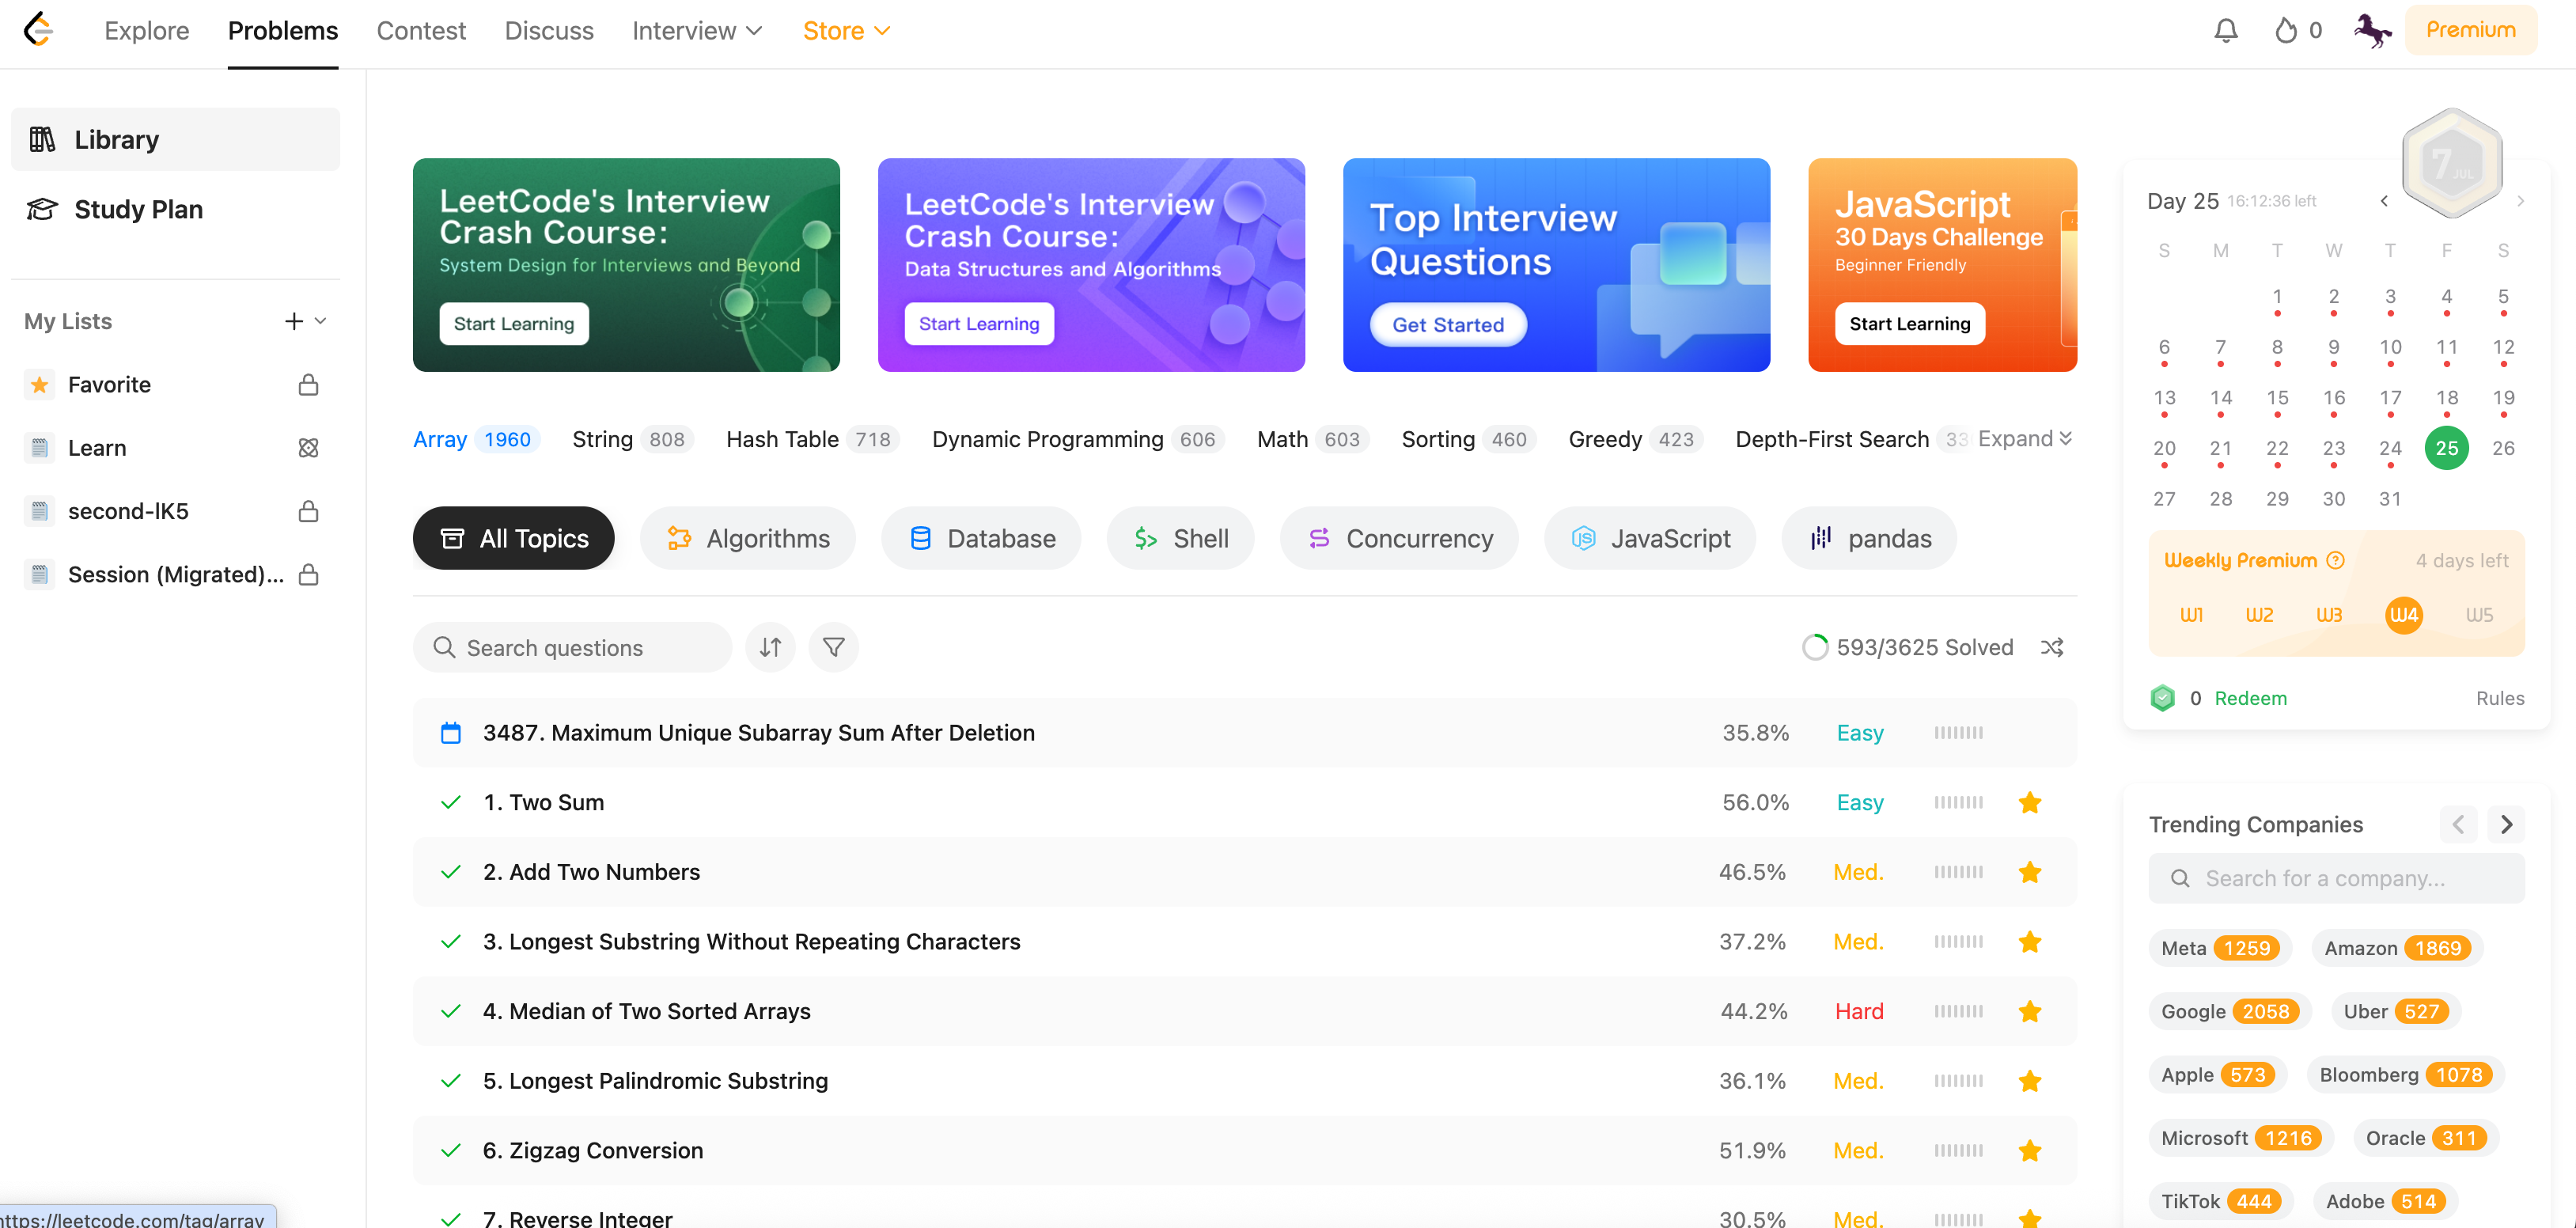 Explore Problems Contest Discuss Interview Store 0 Premium
Library
Study Plan
My Lists
Favorite
Learn
second-lK5
Session (Migrated)...
LeetCode's Interview
Crash Course:
System Design for Interviews and Beyond
Start Learning
LeetCode's Interview
Crash Course:
Data Structures and Algorithms
Start Learning
Top Interview
Questions
Get Started
JavaScript
30 Days Challenge
Beginner Friendly
Start Learning
Array 1960 String 808 Hash Table 718 Dynamic Programming 606 Math 603 Sorting 460 Greedy 423 Depth-First Search Expand
All Topics Algorithms Database Shell Concurrency JavaScript pandas
Search questions 593/3625 Solved
3487. Maximum Unique Subarray Sum After Deletion 35.8% Easy
1. Two Sum 56.0% Easy
2. Add Two Numbers 46.5% Med.
3. Longest Substring Without Repeating Characters 37.2% Med.
4. Median of Two Sorted Arrays 44.2% Hard
5. Longest Palindromic Substring 36.1% Med.
6. Zigzag Conversion 51.9% Med.
7. Reverse Integer 30.5% Med.
7 JUL
Day 25 16:12:36 left
S M T W T F S
1 2 3 4 5
6 7 8 9 10 11 12
13 14 15 16 17 18 19
20 21 22 23 24 25 26
27 28 29 30 31
Weekly Premium 4 days left
W1 W2 W3 W4 W5
0 Redeem Rules
Trending Companies
Search for a company...
Meta 1259 Amazon 1869
Google 2058 Uber 527
Apple 573 Bloomberg 1078
Microsoft 1216 Oracle 311
TikTok 444 Adobe 514
https://leetcode.com/tag/array